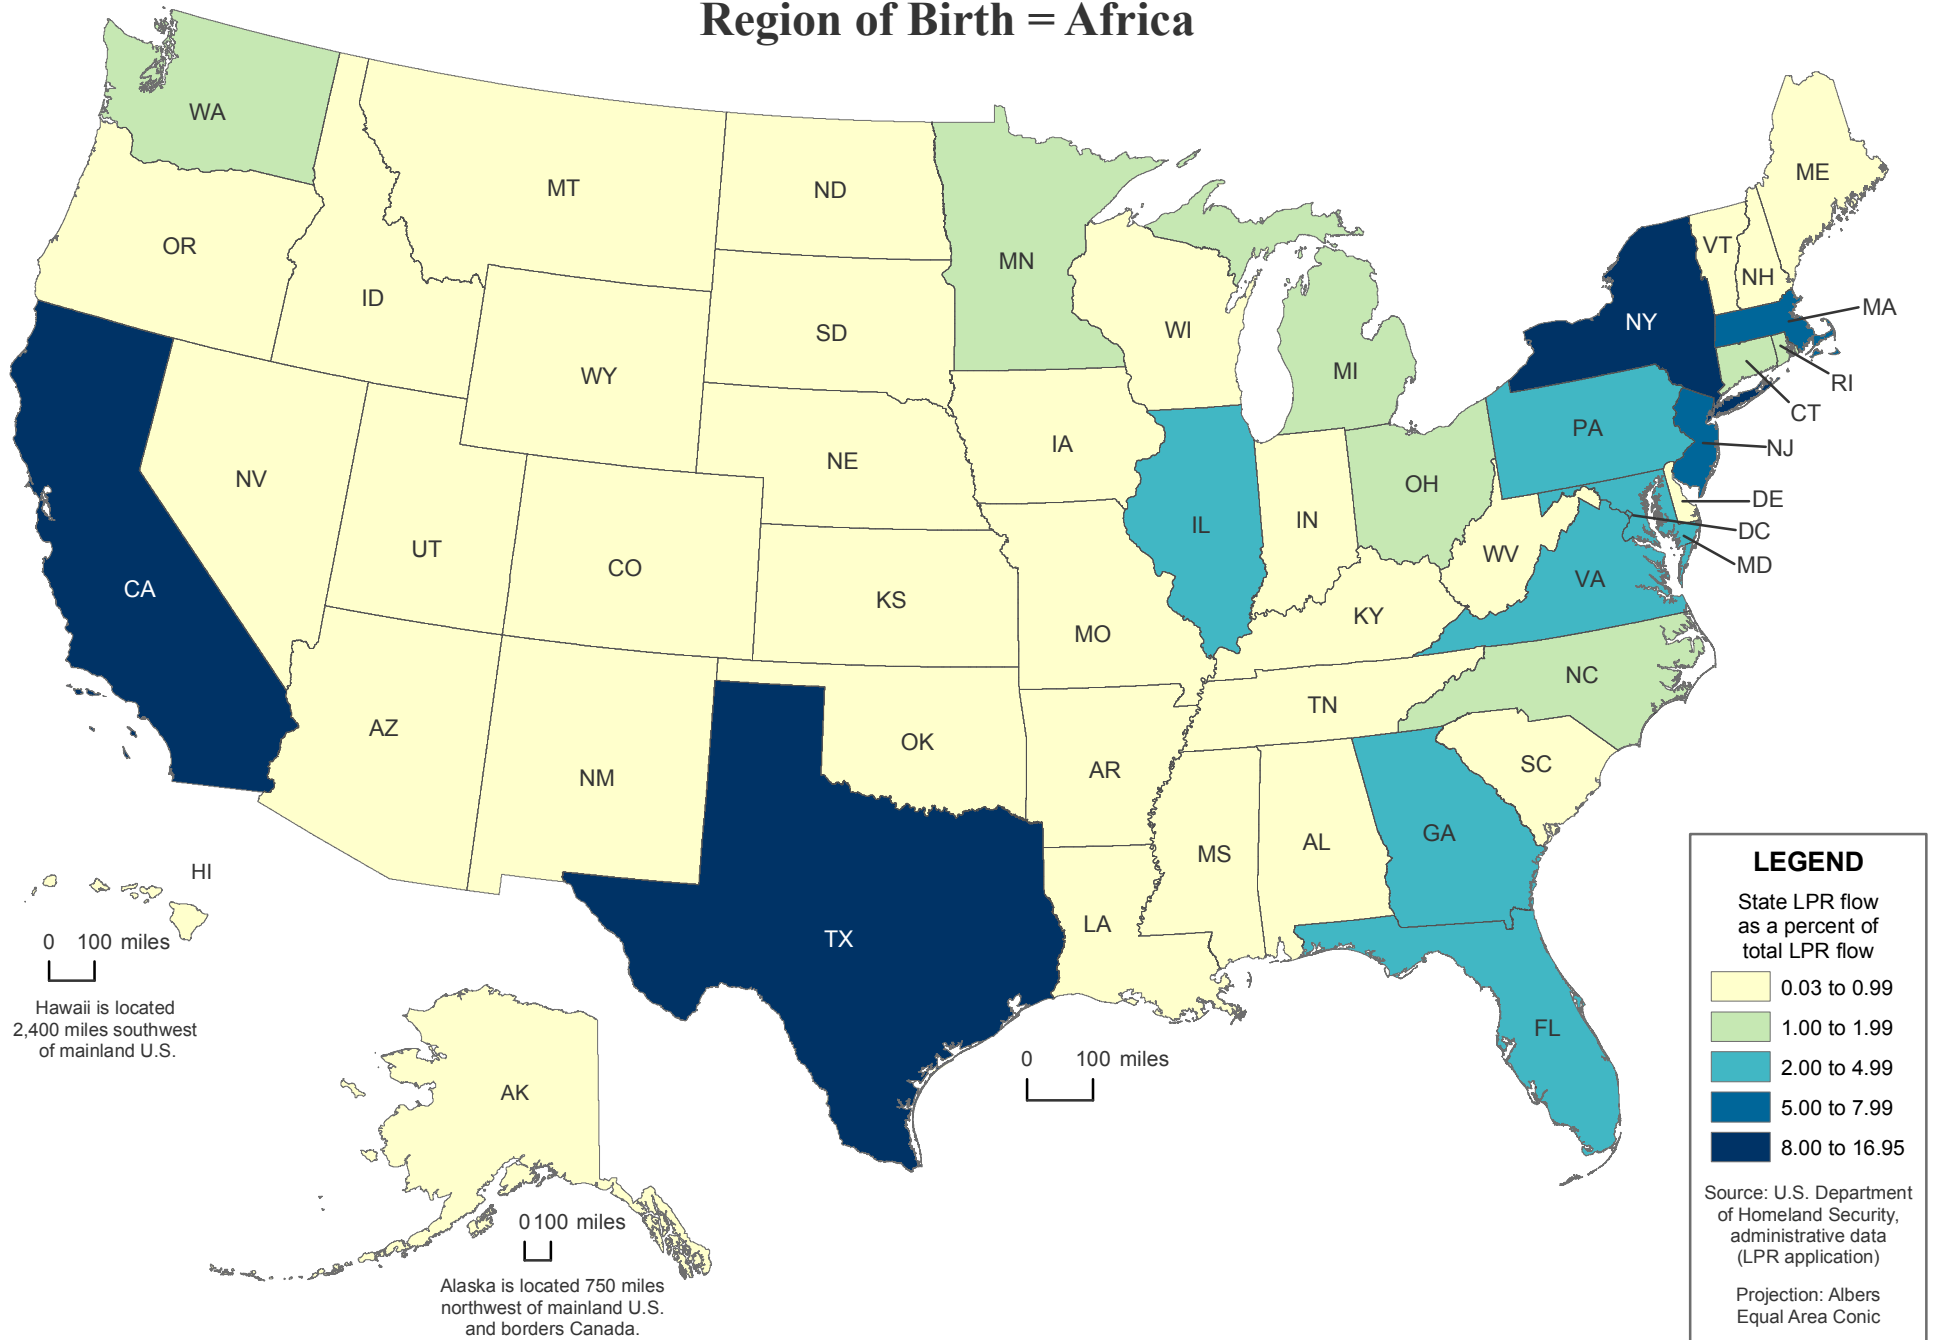 Region of Birth = Africa
WA
MT
ND
ME
OR
MN
VT
NH
ID
MA
NY
SD
WI
WY
MI
RI
CT
PA
IA
NJ
NE
NV
OH
DE
IL
IN
DC
UT
WV
CO
MD
VA
CA
KS
KY
MO
NC
TN
AZ
OK
SC
AR
NM
GA
AL
MS
HI
LA
TX
FL
AK
0 100 miles
Hawaii is located
2,400 miles southwest
of mainland U.S.
0 100 miles
0 100 miles
Alaska is located 750 miles
northwest of mainland U.S.
and borders Canada.
LEGEND
State LPR flow
as a percent of
total LPR flow
0.03 to 0.99
1.00 to 1.99
2.00 to 4.99
5.00 to 7.99
8.00 to 16.95
Source: U.S. Department
of Homeland Security,
administrative data
(LPR application)
Projection: Albers
Equal Area Conic